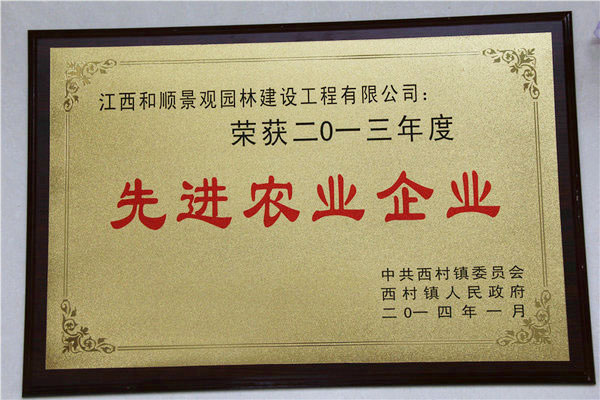 江西和顺景观园林建设工程有限公司：
荣获二0一三年度
先进农业企业
中共西村镇委员会
西村镇人民政府
二0一四年一月